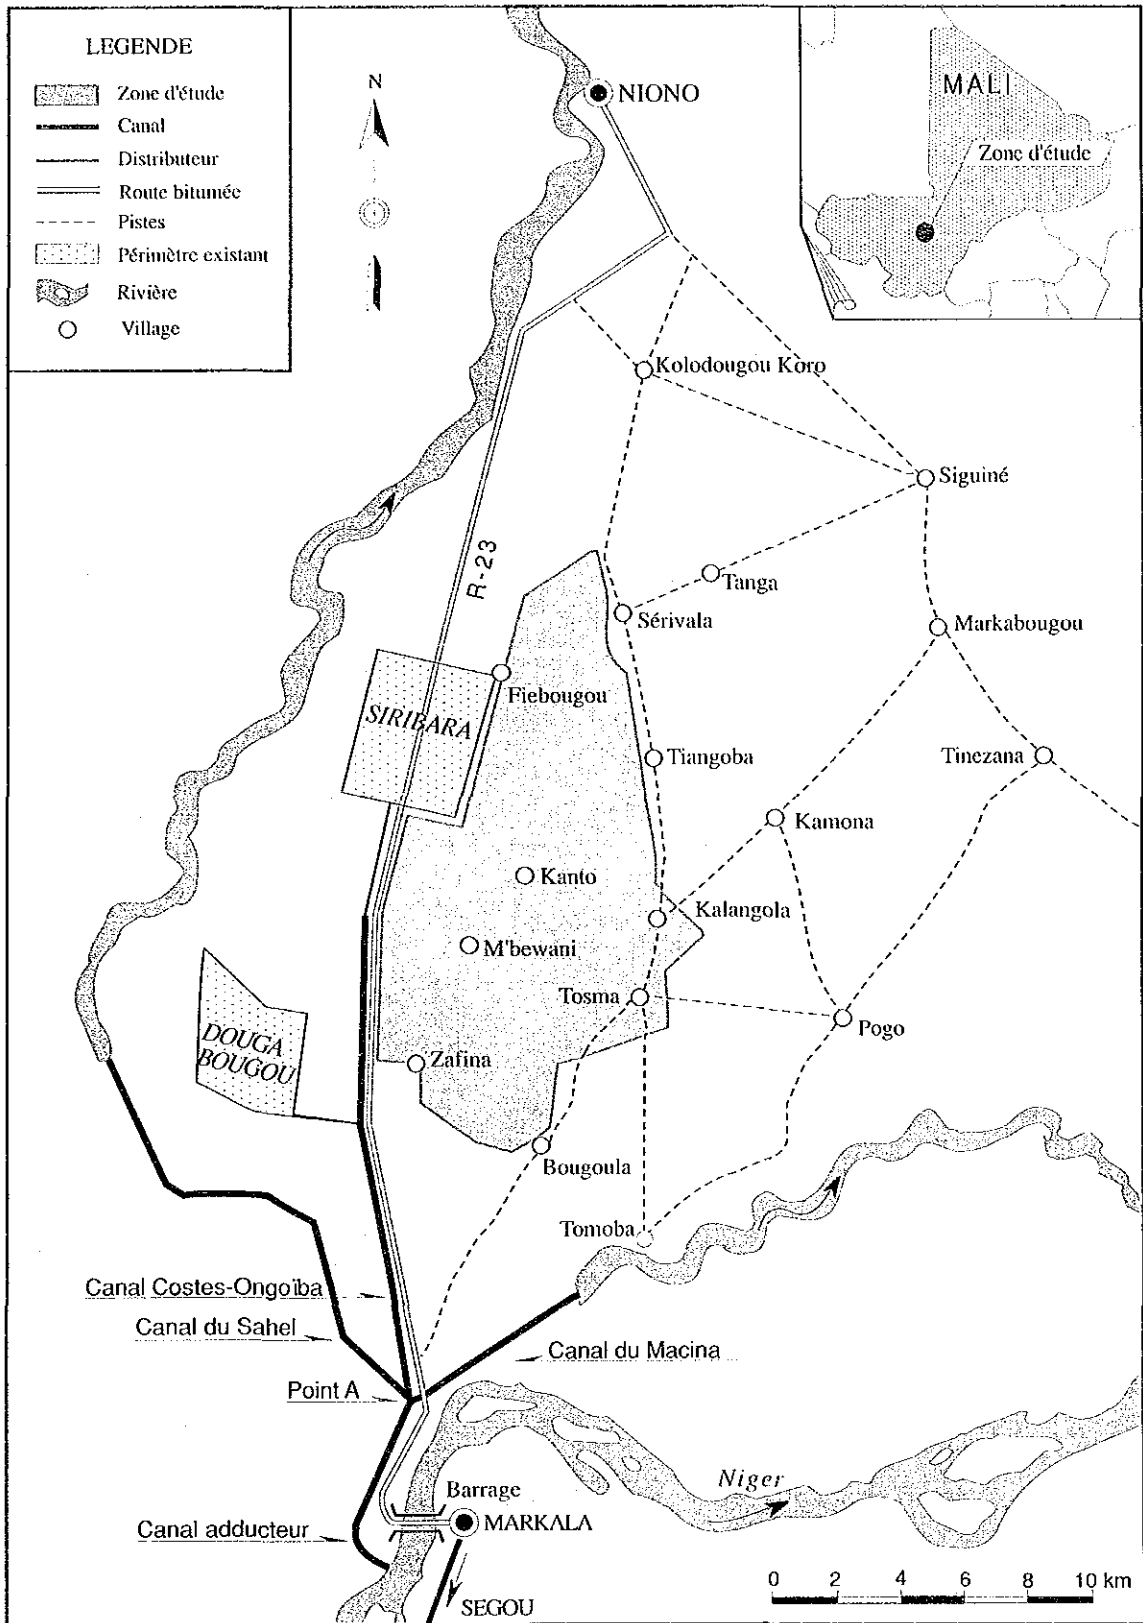 LEGENDE
Zone d'étude
Canal
Distributeur
Route bitumée
Pistes
Périmètre existant
Rivière
Village
N
NIONO
MALI
Zone d'étude
Kolodougou Koro
Siguiné
R-23
Tanga
Sérivala
Markabougou
Fiebougou
SIRIBARA
Tiangoba
Tinezana
Kamona
Kanto
Kalangola
M'bewani
Tosma
Pogo
DOUGA
BOUGOU
Zafina
Bougoula
Tomoba
Canal Costes-Ongoïba
Canal du Sahel
Canal du Macina
Point A
Niger
Barrage
Canal adducteur
MARKALA
SEGOU
0 2 4 6 8 10 km